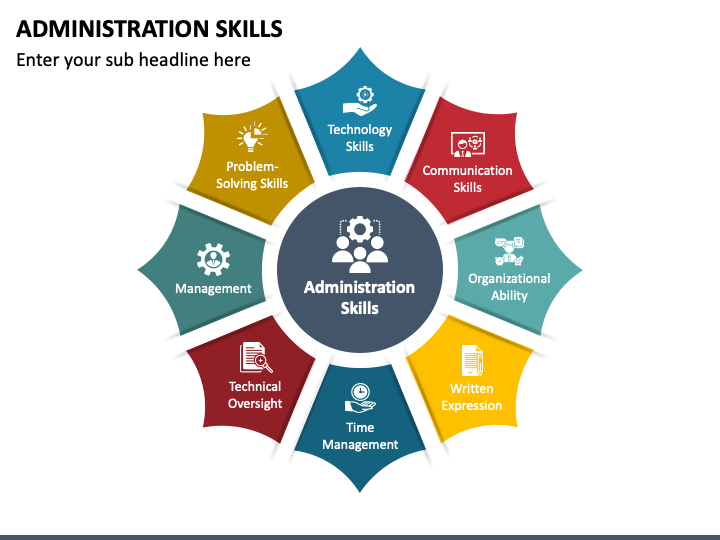 ADMINISTRATION SKILLS
Enter your sub headline here
Technology
Skills
Communication
Skills
Organizational
Ability
Written
Expression
Time
Management
Technical
Oversight
Management
Problem-
Solving Skills
Administration
Skills